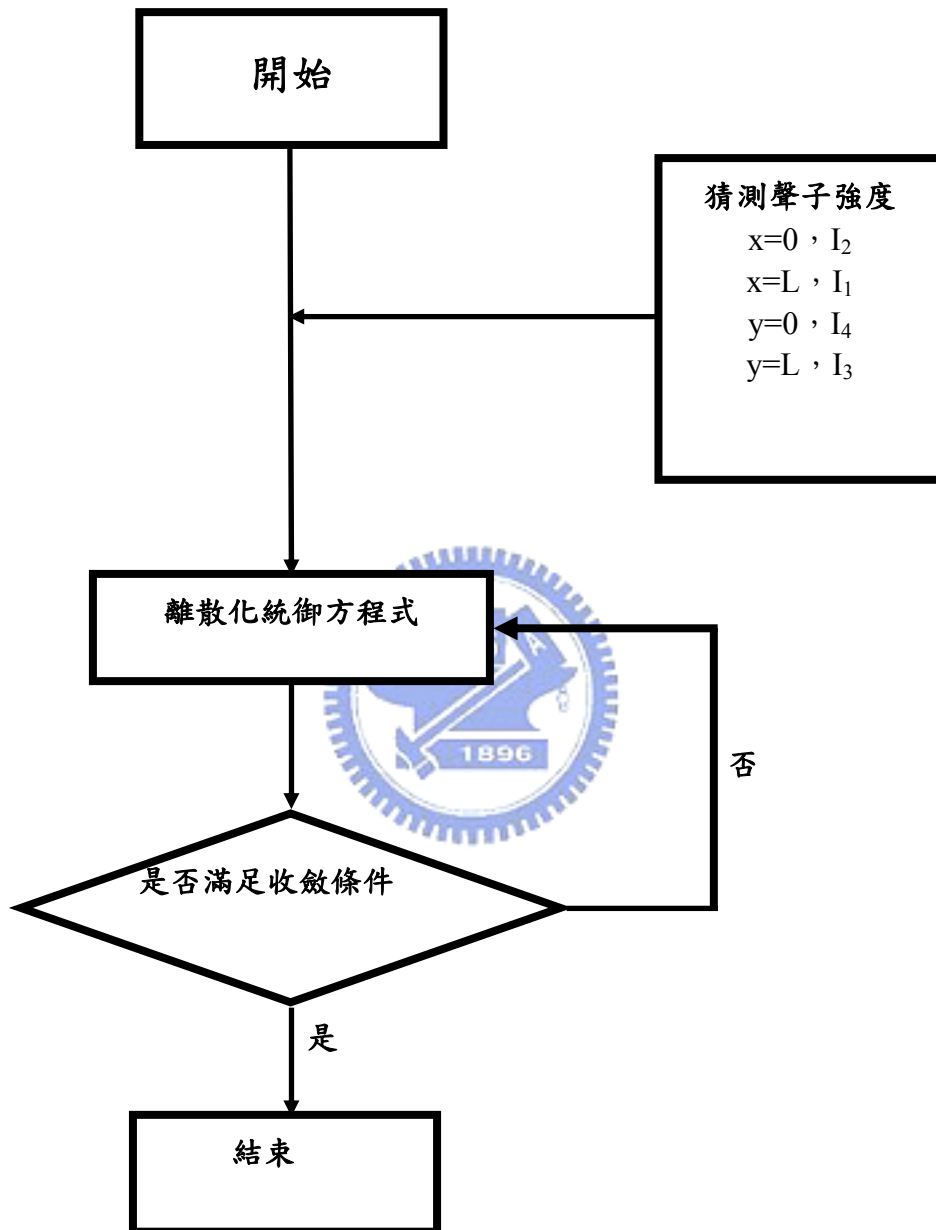 開始
猜測聲子強度
x=0，I₂
x=L，I₁
y=0，I₄
y=L，I₃
離散化統御方程式
1896
否
是否滿足收斂條件
是
結束